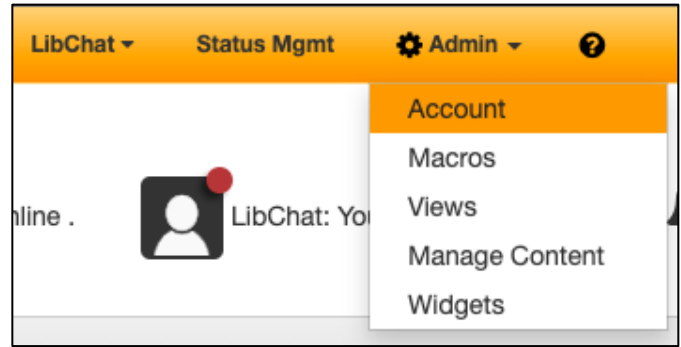 LibChat Status Mgmt Admin ?
Account
Macros
Views
nline . LibChat: You
Manage Content
Widgets